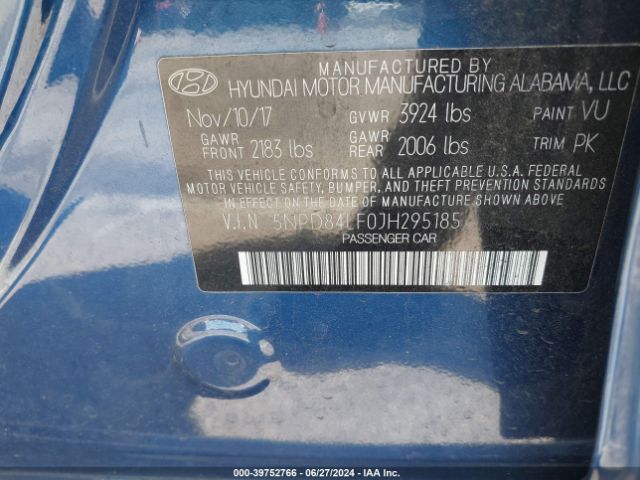 MANUFACTURED BY
HYUNDAI MOTOR MANUFACTURING ALABAMA, LLC
Nov/10/17 GVWR 3924 lbs PAINT VU
GAWR FRONT 2183 lbs GAWR REAR 2006 lbs TRIM PK
THIS VEHICLE CONFORMS TO ALL APPLICABLE U.S.A. FEDERAL
MOTOR VEHICLE SAFETY, BUMPER, AND THEFT PREVENTION STANDARDS
IN EFFECT ON THE DATE OF MANUFACTURE SHOWN ABOVE.
V.I.N 5NPD84LF0JH295185
PASSENGER CAR
000-39752766 - 06/27/2024 - IAA Inc.